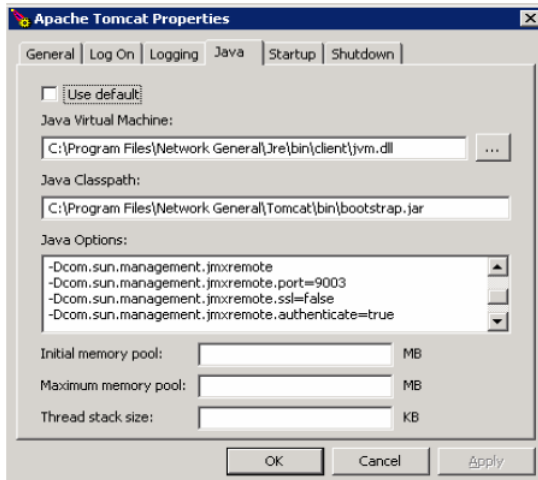 Apache Tomcat Properties
General Log On Logging Java Startup Shutdown
Use default
Java Virtual Machine:
C:\Program Files\Network General\Jre\bin\client\jvm.dll ...
Java Classpath:
C:\Program Files\Network General\Tomcat\bin\bootstrap.jar
Java Options:
-Dcom.sun.management.jmxremote
-Dcom.sun.management.jmxremote.port=9003
-Dcom.sun.management.jmxremote.ssl=false
-Dcom.sun.management.jmxremote.authenticate=true
Initial memory pool: MB
Maximum memory pool: MB
Thread stack size: KB
OK Cancel Apply